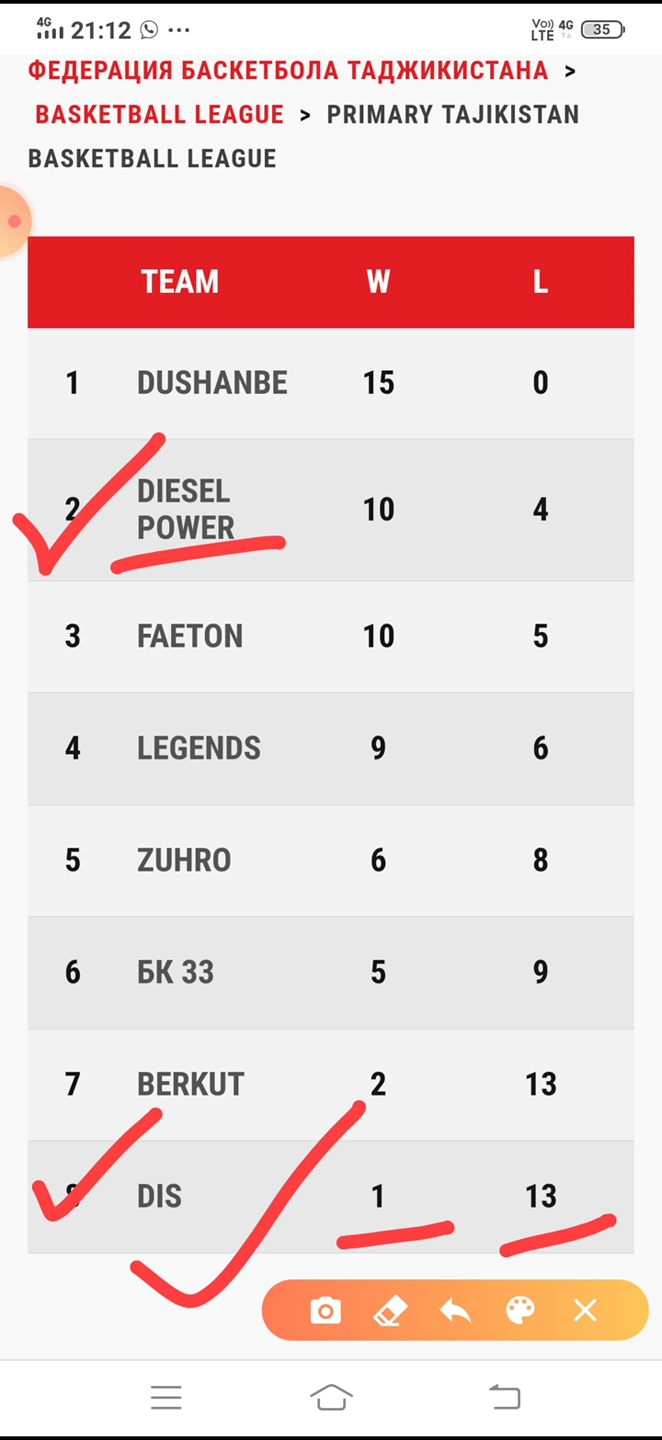 4G 21:12 ... Vo)) LTE 4G 35
ФЕДЕРАЦИЯ БАСКЕТБОЛА ТАДЖИКИСТАНА >
BASKETBALL LEAGUE > PRIMARY TAJIKISTAN
BASKETBALL LEAGUE
TEAM W L
1 DUSHANBE 15 0
2 DIESEL POWER 10 4
3 FAETON 10 5
4 LEGENDS 9 6
5 ZUHRO 6 8
6 БК 33 5 9
7 BERKUT 2 13
8 DIS 1 13